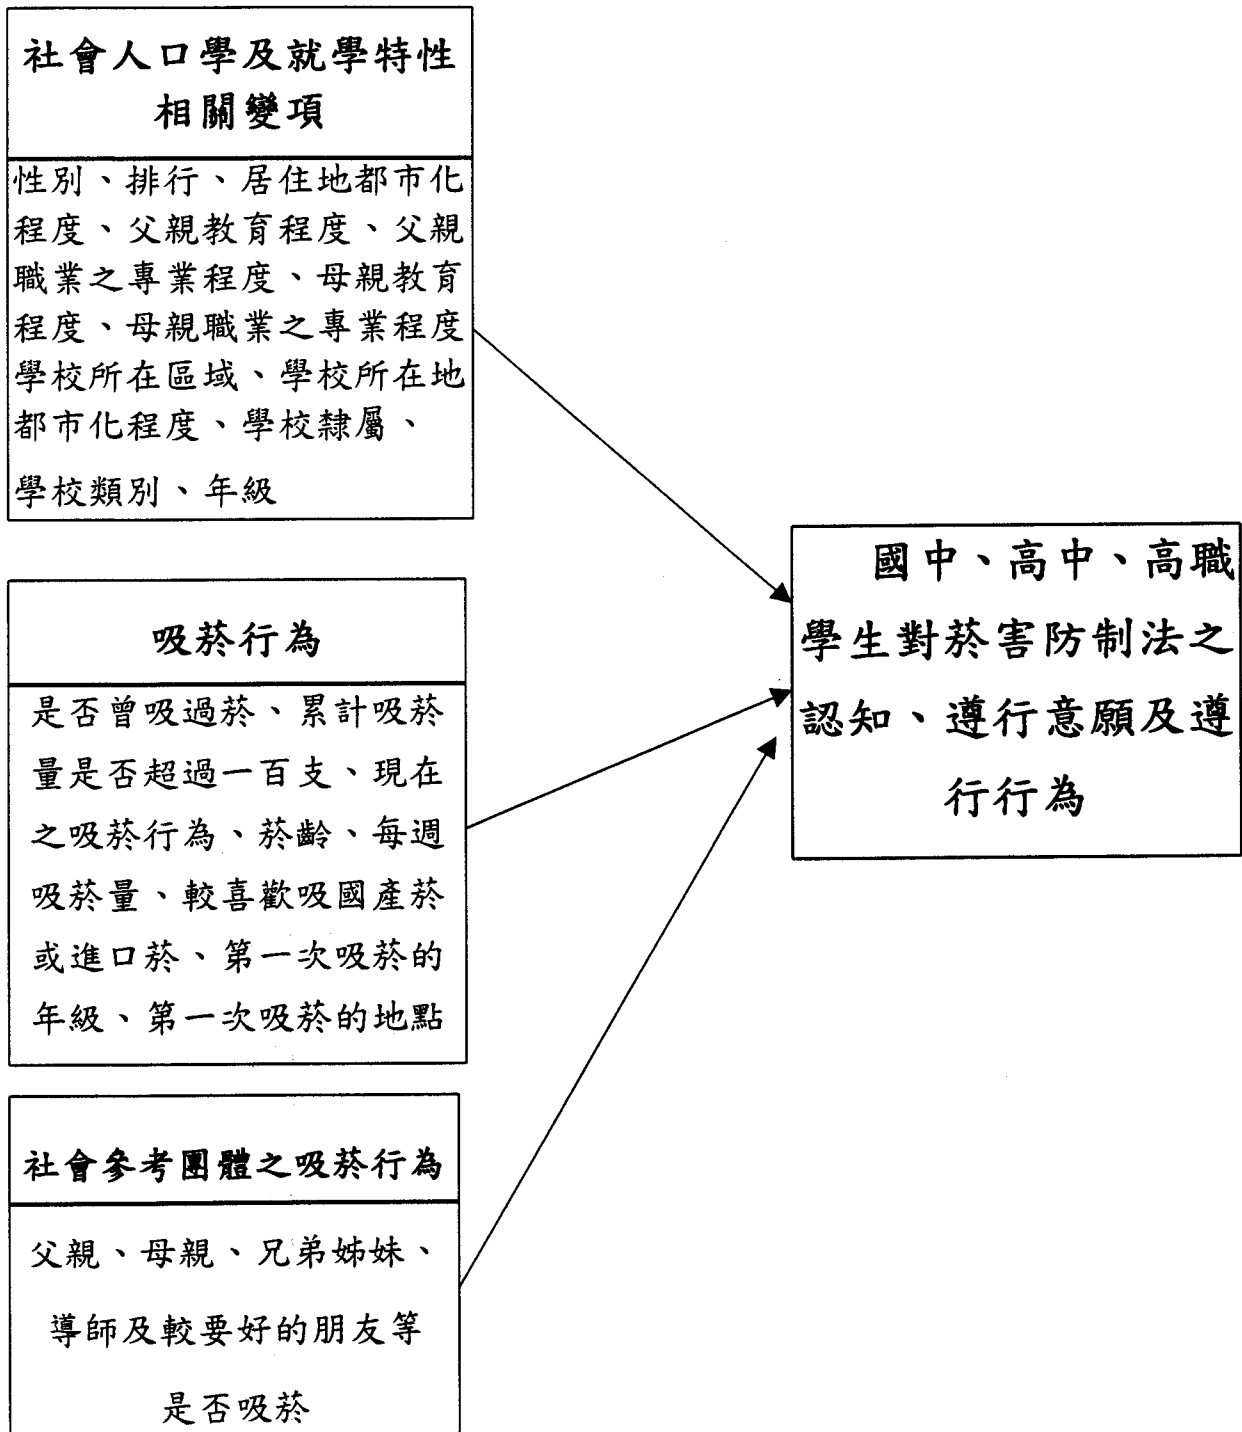 社會人口學及就學特性
相關變項
性別、排行、居住地都市化
程度、父親教育程度、父親
職業之專業程度、母親教育
程度、母親職業之專業程度
學校所在區域、學校所在地
都市化程度、學校隸屬、
學校類別、年級
吸菸行為
是否曾吸過菸、累計吸菸
量是否超過一百支、現在
之吸菸行為、菸齡、每週
吸菸量、較喜歡吸國產菸
或進口菸、第一次吸菸的
年級、第一次吸菸的地點
社會參考團體之吸菸行為
父親、母親、兄弟姊妹、
導師及較要好的朋友等
是否吸菸
國中、高中、高職
學生對菸害防制法之
認知、遵行意願及遵
行行為